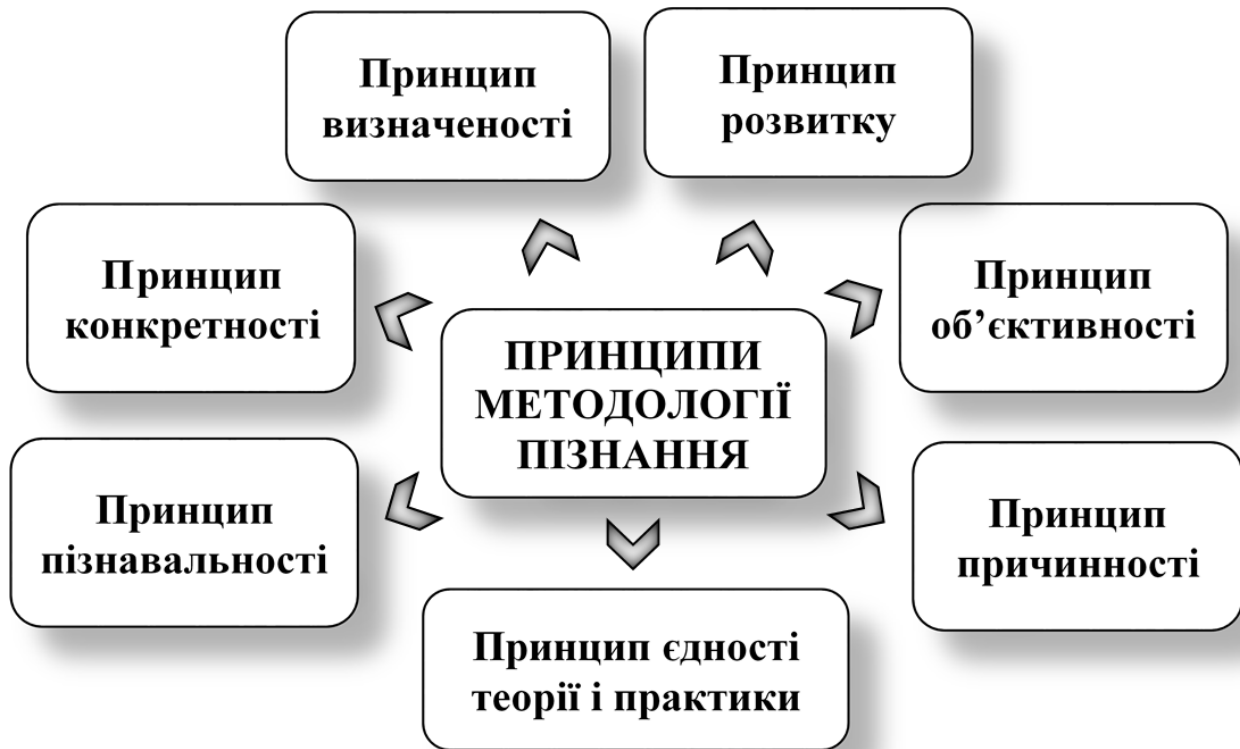 Принцип
визначеності
Принцип
розвитку
Принцип
конкретності
Принцип
об’єктивності
ПРИНЦИПИ
МЕТОДОЛОГІЇ
ПІЗНАННЯ
Принцип
пізнавальності
Принцип
причинності
Принцип єдності
теорії і практики